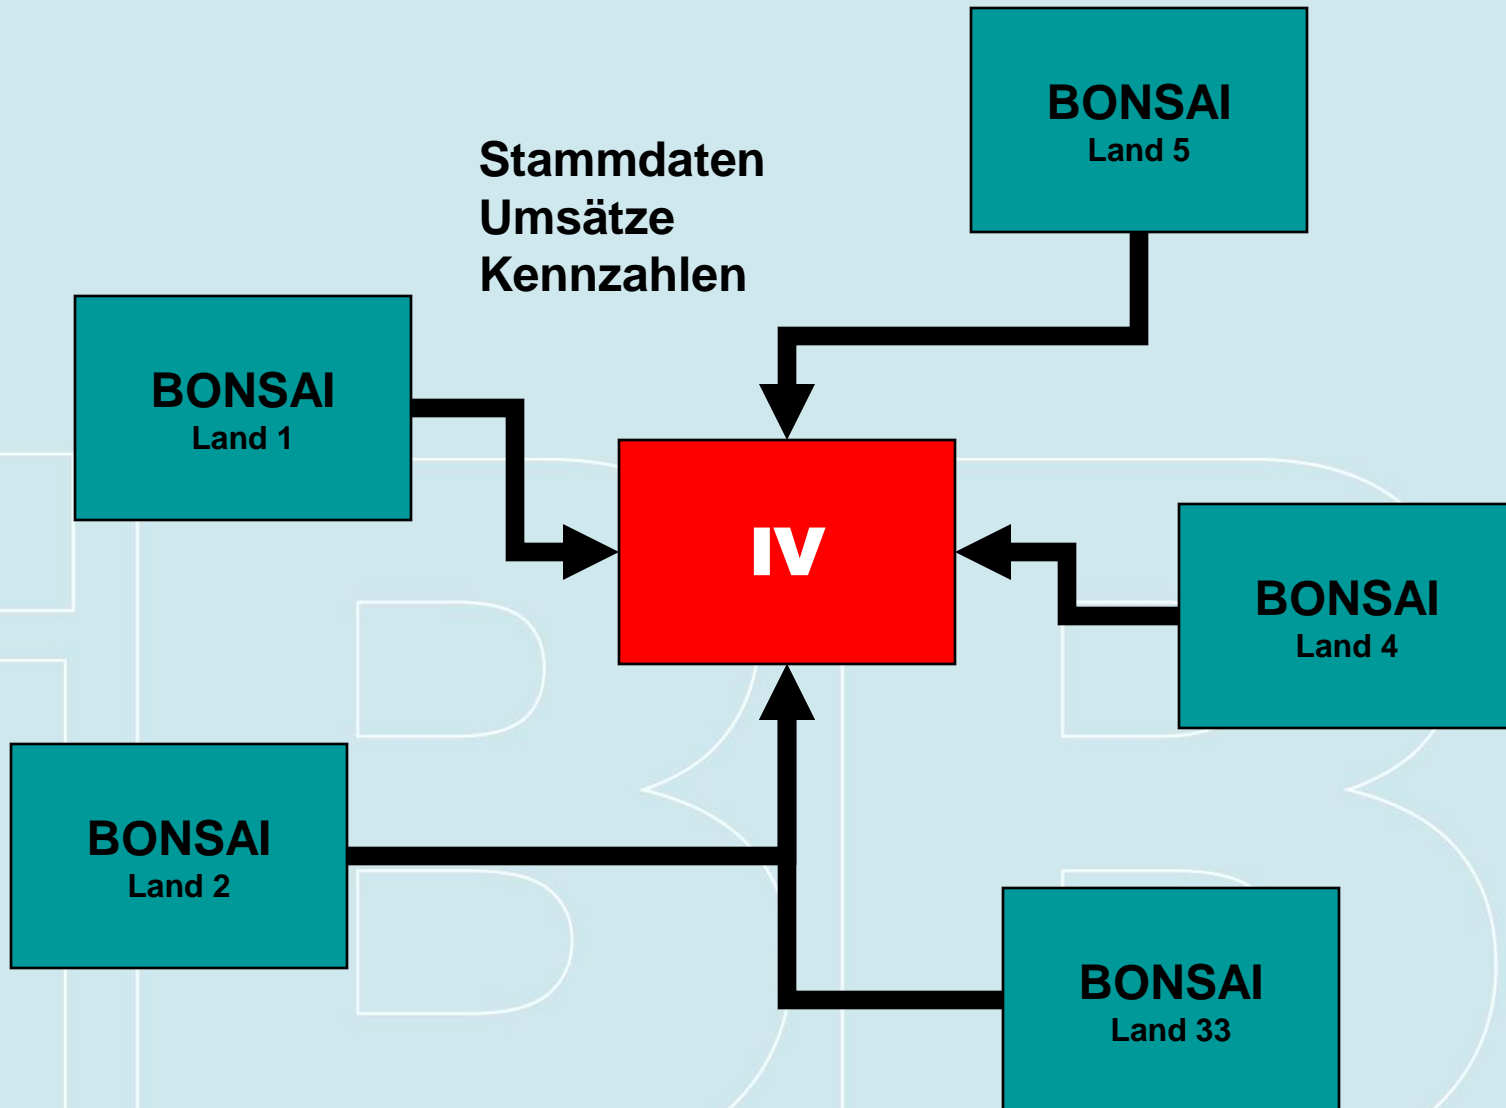 BONSAI
Land 5
Stammdaten
Umsätze
Kennzahlen
BONSAI
Land 1
IV
BONSAI
Land 4
BONSAI
Land 2
BONSAI
Land 33